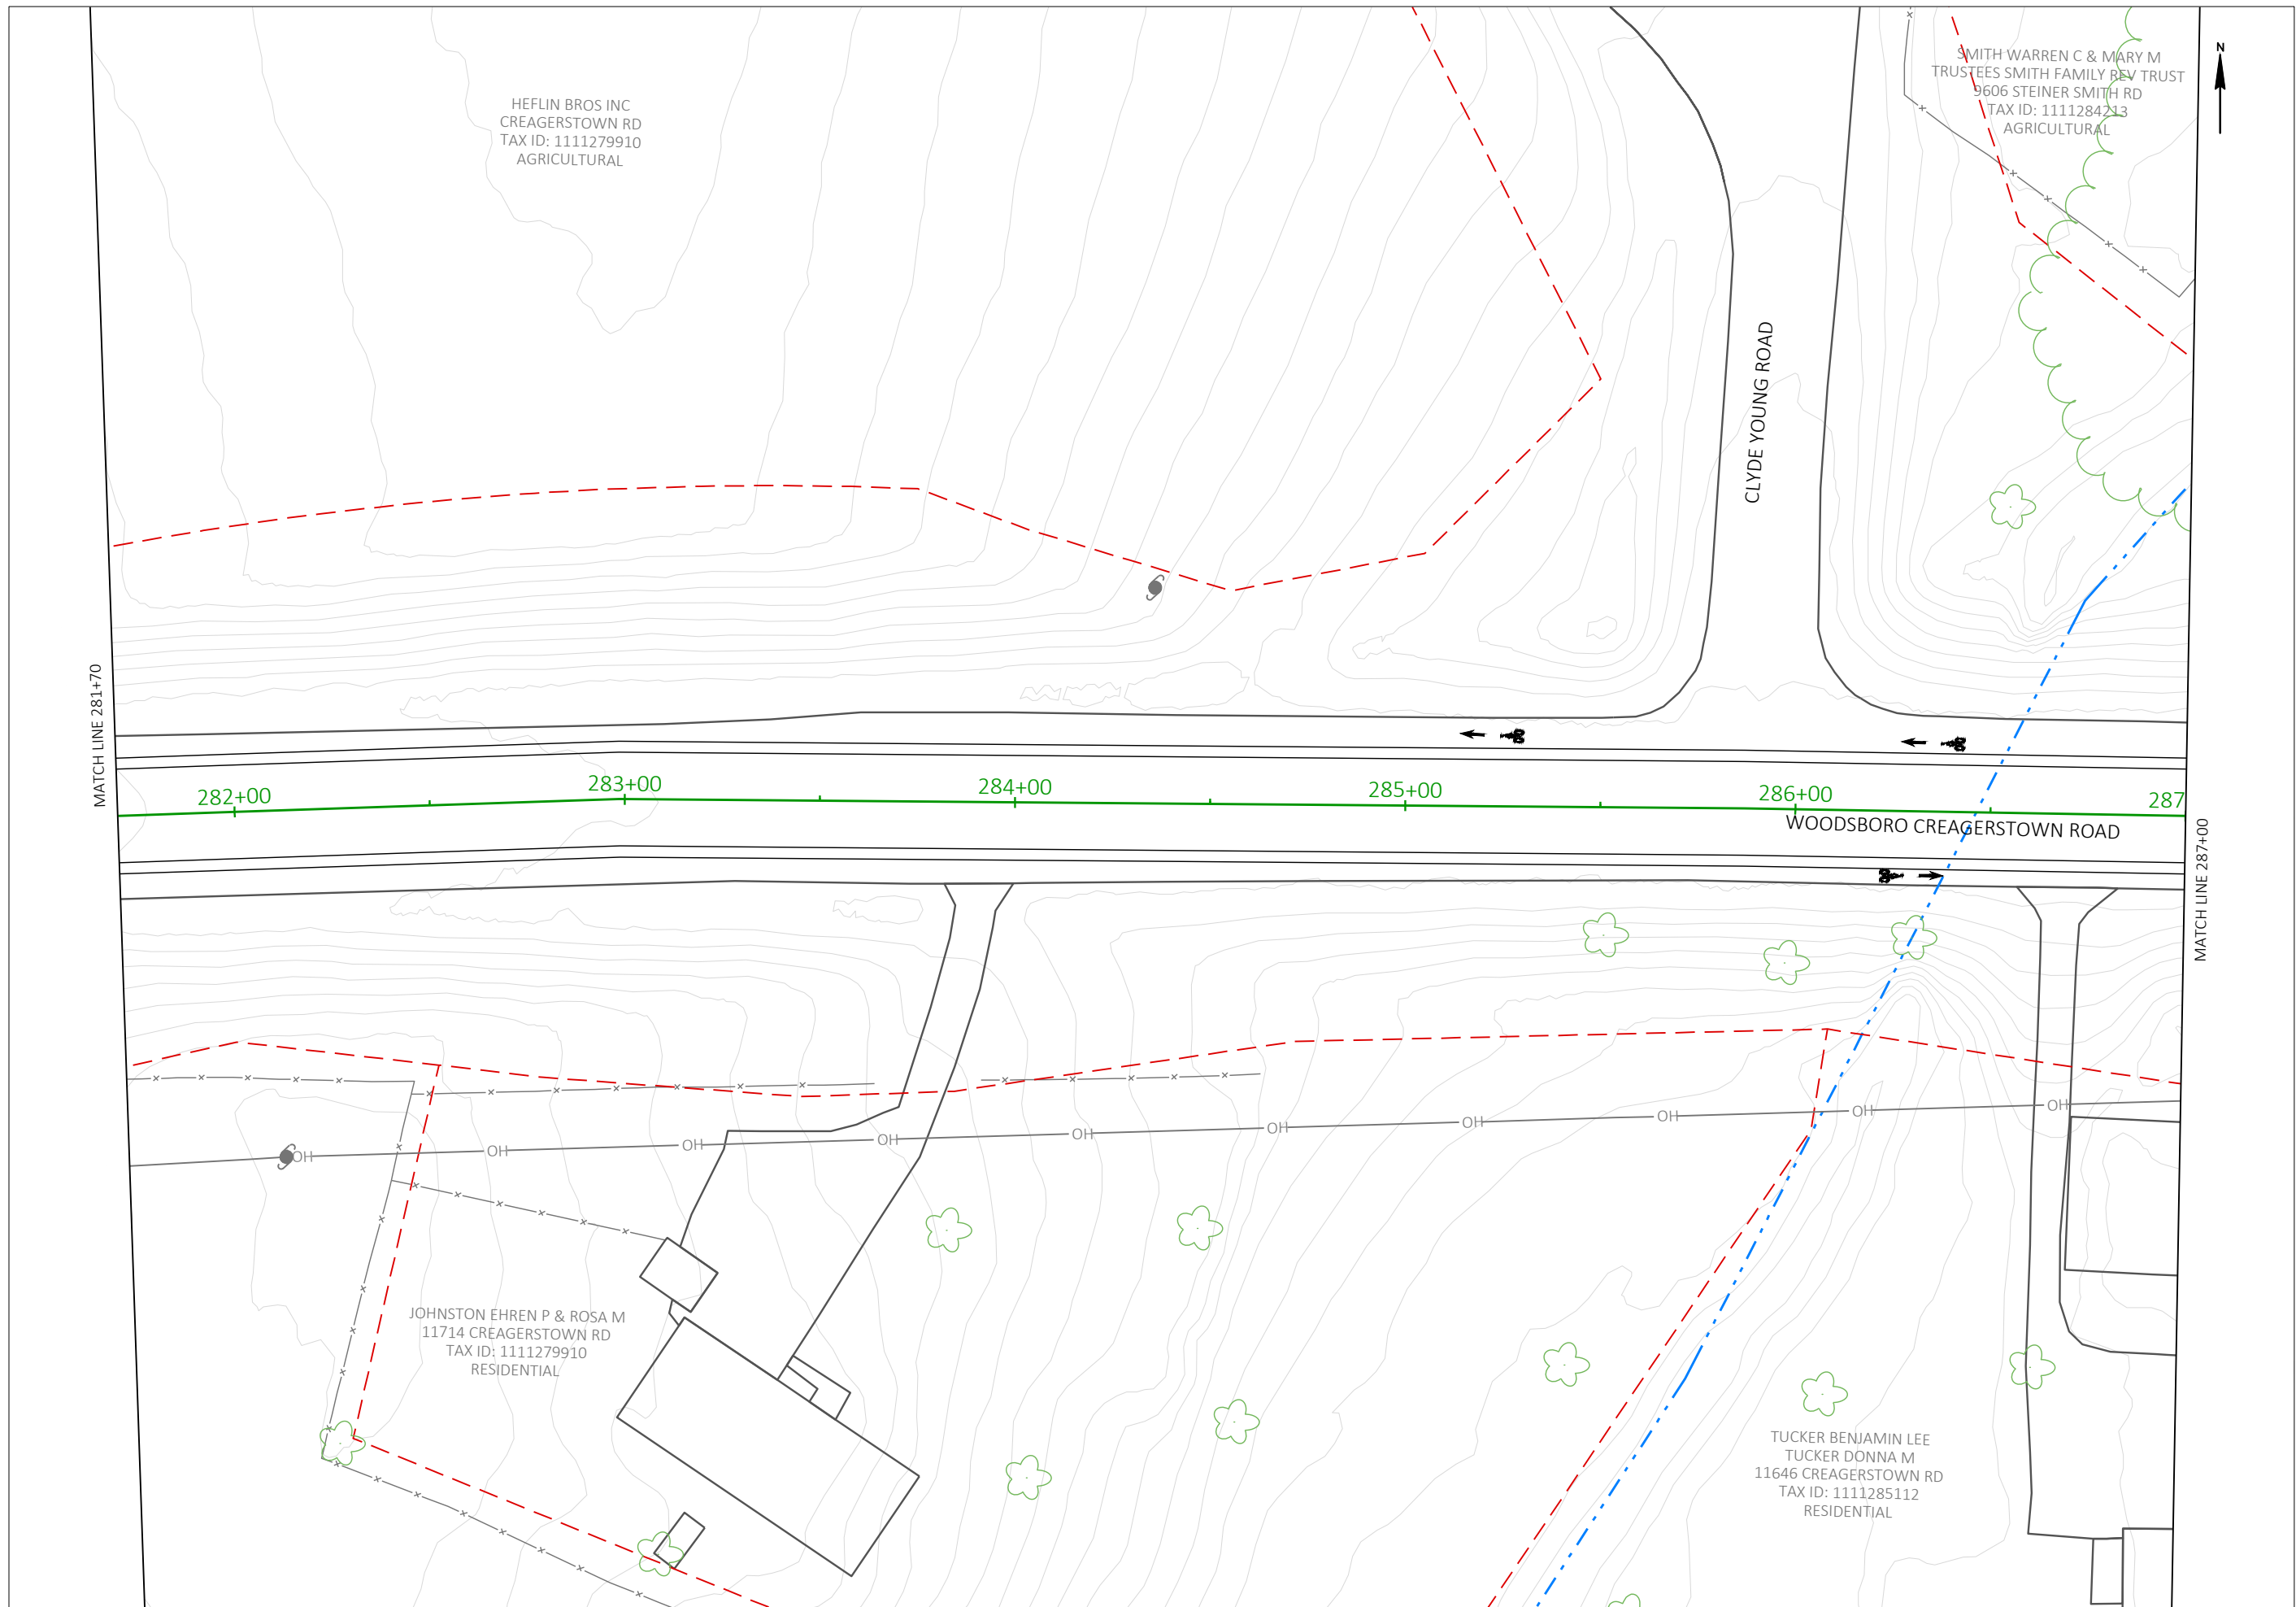 HEFLIN BROS INC
CREAGERSTOWN RD
TAX ID: 1111279910
AGRICULTURAL
SMITH WARREN C & MARY M
TRUSTEES SMITH FAMILY REV TRUST
9606 STEINER SMITH RD
TAX ID: 1111284213
AGRICULTURAL
N
CLYDE YOUNG ROAD
MATCH LINE 281+70
282+00
283+00
284+00
285+00
286+00
287
WOODSBORO CREAGERSTOWN ROAD
MATCH LINE 287+00
OH
OH
OH
OH
OH
OH
OH
OH
OH
OH
JOHNSTON EHREN P & ROSA M
11714 CREAGERSTOWN RD
TAX ID: 1111279910
RESIDENTIAL
TUCKER BENJAMIN LEE
TUCKER DONNA M
11646 CREAGERSTOWN RD
TAX ID: 1111285112
RESIDENTIAL